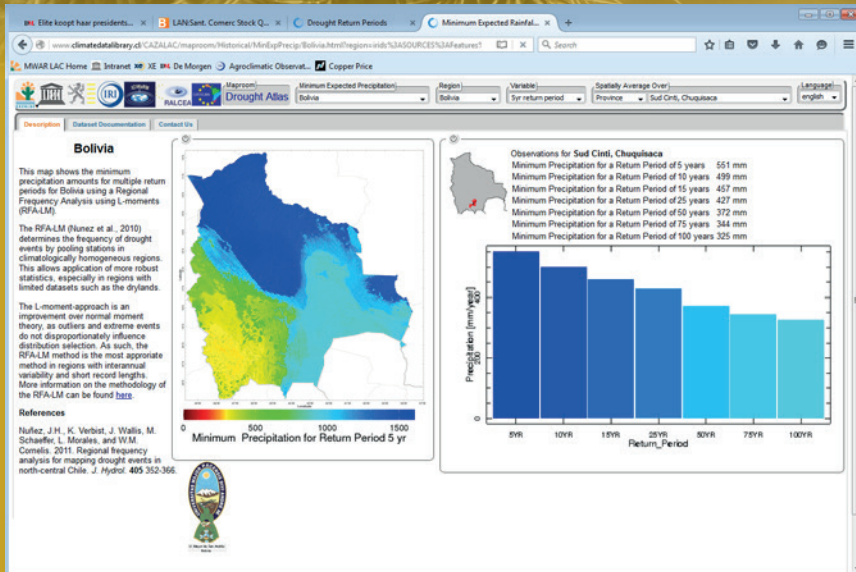 Elite koopt haar presidents...
LAN:Sant. Comerc Stock Q...
Drought Return Periods
Minimum Expected Rainfal...
www.climatedatalibrary.cl/CAZALAC/maproom/Historical/MinExpPrecip/Bolivia.html?region=irids%3ASOURCES%3AFeatures%
Search
MWAR LAC Home
Intranet
XE
De Morgen
Agroclimatic Observat...
Copper Price
IRI
RALCEA
Maproom
Drought Atlas
Minimum Expected Precipitation
Bolivia
Region
Bolivia
Variable
5yr return period
Spatially Average Over
Province
Sud Cinti, Chuquisaca
Language
english
Description
Dataset Documentation
Contact Us
Bolivia
This map shows the minimum
precipitation amounts for multiple return
periods for Bolivia using a Regional
Frequency Analysis using L-moments
(RFA-LM).
The RFA-LM (Nunez et al., 2010)
determines the frequency of drought
events by pooling stations in
climatologically homogeneous regions.
This allows application of more robust
statistics, especially in regions with
limited datasets such as the drylands.
The L-moment-approach is an
improvement over normal moment
theory, as outliers and extreme events
do not disproportionately influence
distribution selection. As such, the
RFA-LM method is the most approriate
method in regions with interannual
variability and short record lengths.
More information on the methodology of
the RFA-LM can be found here.
References
Nuñez, J.H., K. Verbist, J. Wallis, M.
Schaeffer, L. Morales, and W.M.
Cornelis. 2011. Regional frequency
analysis for mapping drought events in
north-central Chile. J. Hydrol. 405 352-366.
0 500 1000 1500
Minimum Precipitation for Return Period 5 yr
Observations for Sud Cinti, Chuquisaca
Minimum Precipitation for a Return Period of 5 years 551 mm
Minimum Precipitation for a Return Period of 10 years 499 mm
Minimum Precipitation for a Return Period of 15 years 457 mm
Minimum Precipitation for a Return Period of 25 years 427 mm
Minimum Precipitation for a Return Period of 50 years 372 mm
Minimum Precipitation for a Return Period of 75 years 344 mm
Minimum Precipitation for a Return Period of 100 years 325 mm
Precipitation [mm/year]
400
200
0
5YR 10YR 15YR 25YR 50YR 75YR 100YR
Return_Period